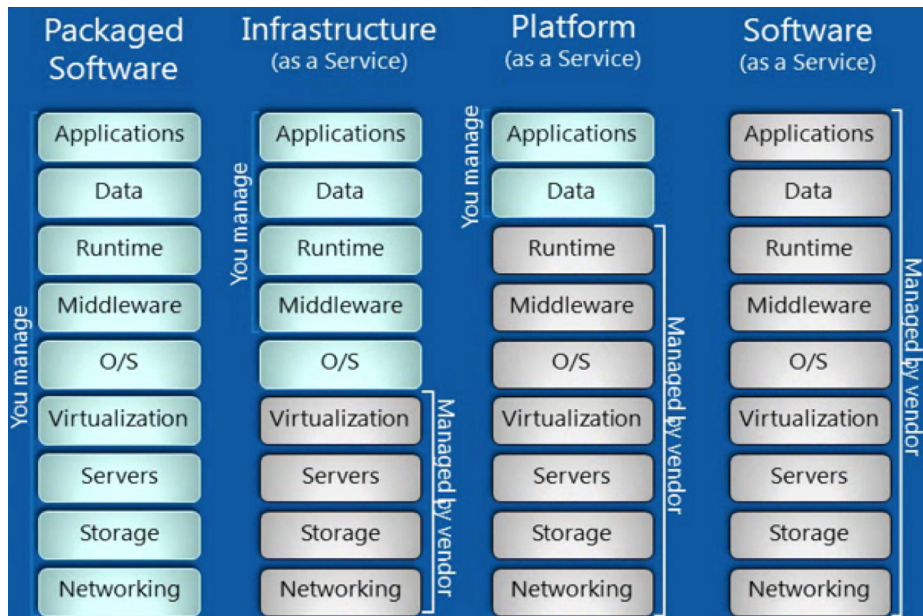 Packaged
Software
You manage
Applications
Data
Runtime
Middleware
O/S
Virtualization
Servers
Storage
Networking
Infrastructure
(as a Service)
You manage
Applications
Data
Runtime
Middleware
O/S
Virtualization
Servers
Storage
Networking
Managed by vendor
Platform
(as a Service)
You manage
Applications
Data
Runtime
Middleware
O/S
Virtualization
Servers
Storage
Networking
Managed by vendor
Software
(as a Service)
Applications
Data
Runtime
Middleware
O/S
Virtualization
Servers
Storage
Networking
Managed by vendor